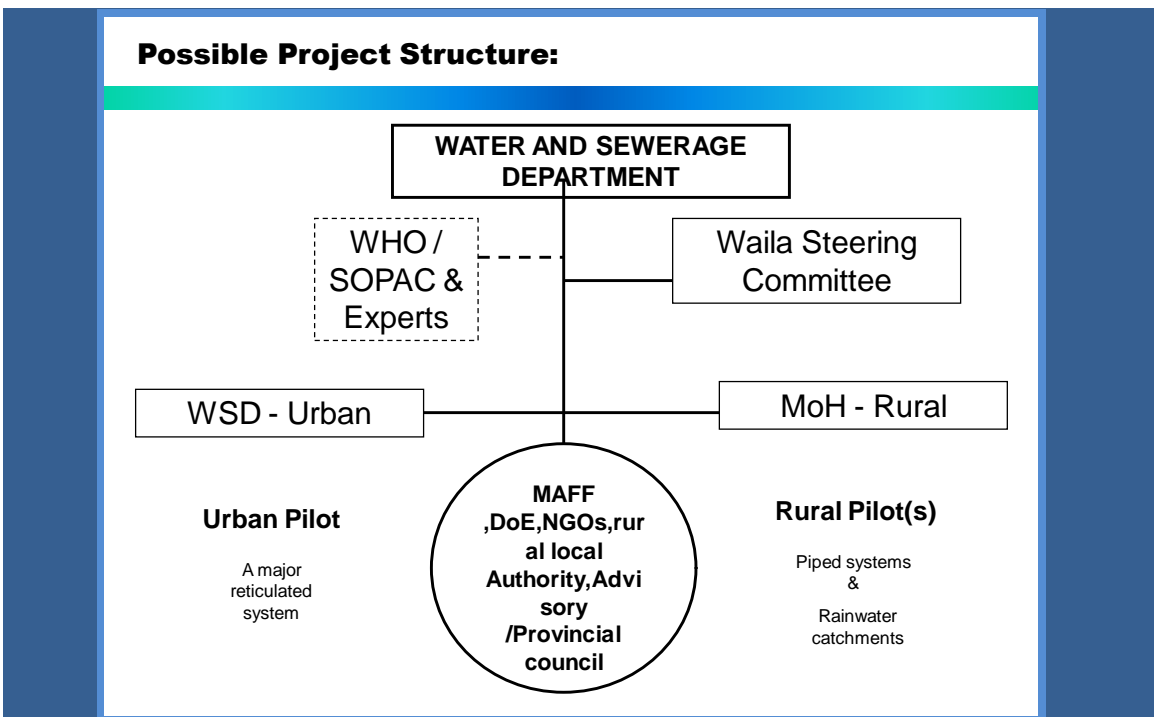 Possible Project Structure:
WATER AND SEWERAGE
DEPARTMENT
WHO /
SOPAC &
Experts
Waila Steering
Committee
WSD - Urban
MoH - Rural
Urban Pilot
A major
reticulated
system
MAFF
,DoE,NGOs,rur
al local
Authority,Advi
sory
/Provincial
council
Rural Pilot(s)
Piped systems
&
Rainwater
catchments